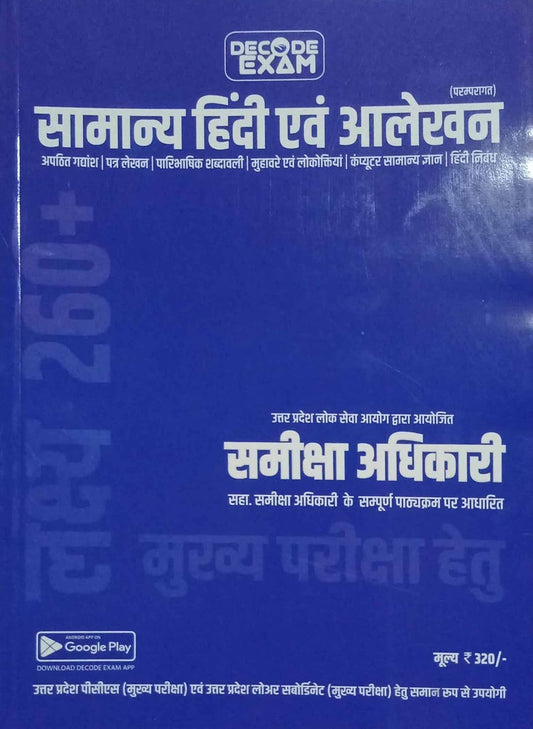 DECODE
EXAM
(परम्परागत)
सामान्य हिंदी एवं आलेखन
अपठित गद्यांश | पत्र लेखन | पारिभाषिक शब्दावली | मुहावरे एवं लोकोक्तियां | कंप्यूटर सामान्य ज्ञान | हिंदी निबंध
लक्ष्य 260+
उत्तर प्रदेश लोक सेवा आयोग द्वारा आयोजित
समीक्षा अधिकारी
सहा. समीक्षा अधिकारी के सम्पूर्ण पाठ्यक्रम पर आधारित
मुख्य परीक्षा हेतु
ANDROID APP ON
Google Play
DOWNLOAD DECODE EXAM APP
मूल्य ₹ 320/-
उत्तर प्रदेश पीसीएस (मुख्य परीक्षा) एवं उत्तर प्रदेश लोअर सबोर्डिनेट (मुख्य परीक्षा) हेतु समान रूप से उपयोगी